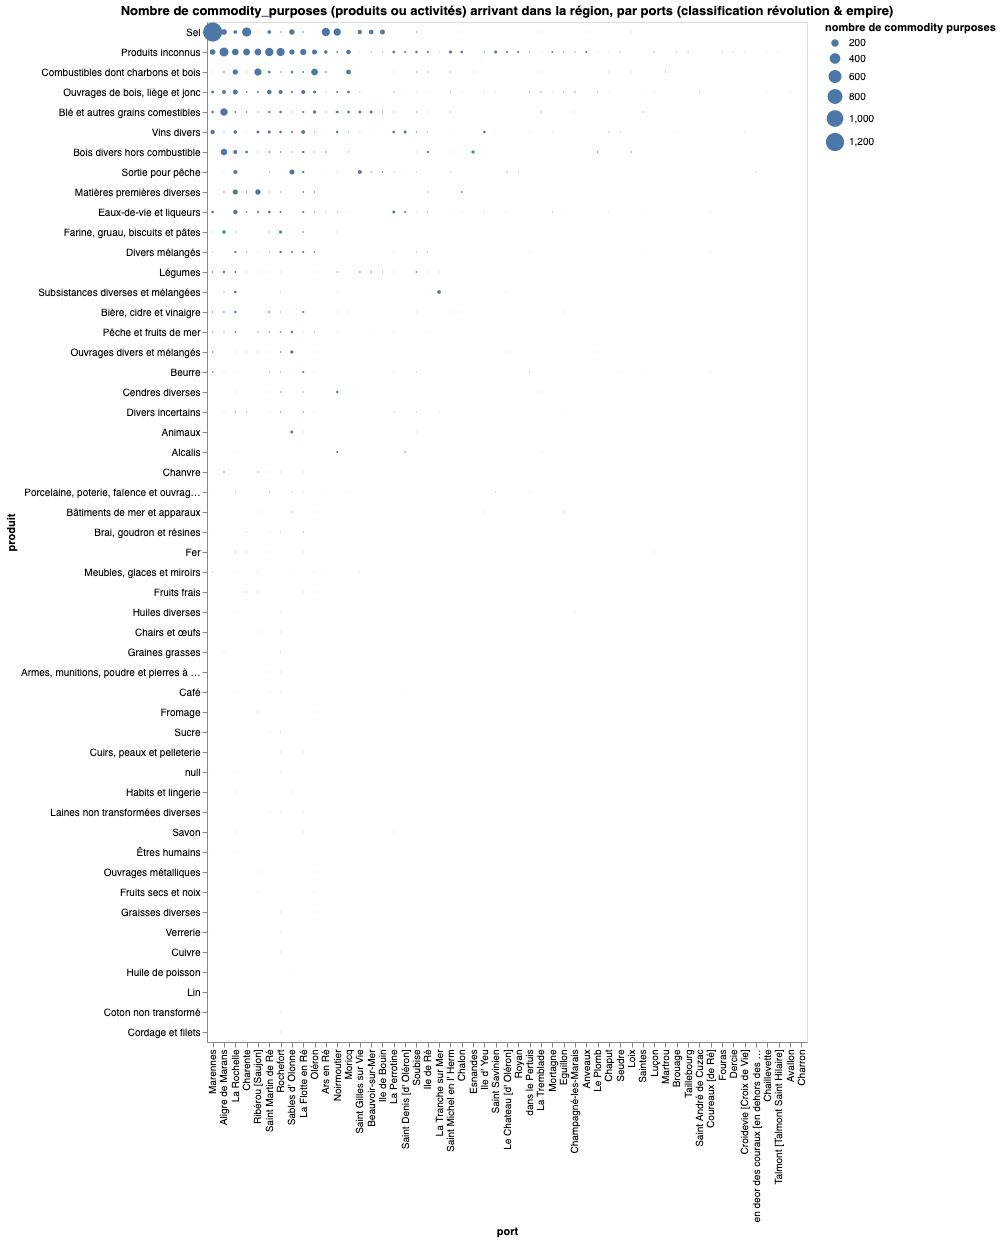 Nombre de commodity_purposes (produits ou activités) arrivant dans la région, par ports (classification révolution & empire)
nombre de commodity purposes
200
400
600
800
1,000
1,200
produit
Sel
Produits inconnus
Combustibles dont charbons et bois
Ouvrages de bois, liège et jonc
Blé et autres grains comestibles
Vins divers
Bois divers hors combustible
Sortie pour pêche
Matières premières diverses
Eaux-de-vie et liqueurs
Farine, gruau, biscuits et pâtes
Divers mélangés
Légumes
Subsistances diverses et mélangées
Bière, cidre et vinaigre
Pêche et fruits de mer
Ouvrages divers et mélangés
Beurre
Cendres diverses
Divers incertains
Animaux
Alcalis
Chanvre
Porcelaine, poterie, faïence et ouvrag…
Bâtiments de mer et apparaux
Brai, goudron et résines
Fer
Meubles, glaces et miroirs
Fruits frais
Huiles diverses
Chairs et œufs
Graines grasses
Armes, munitions, poudre et pierres à …
Café
Fromage
Sucre
Cuirs, peaux et pelleterie
null
Habits et lingerie
Laines non transformées diverses
Savon
Êtres humains
Ouvrages métalliques
Fruits secs et noix
Graisses diverses
Verrerie
Cuivre
Huile de poisson
Lin
Coton non transformé
Cordage et filets
Marennes
Aligre de Marans
La Rochelle
Charente
Ribérou [Saujon]
Saint Martin de Ré
Rochefort
Sables d' Olonne
La Flotte en Ré
Oléron
Ars en Ré
Noirmoutier
Moricq
Saint Gilles sur Vie
Beauvoir-sur-Mer
Ile de Bouin
La Perrotine
Saint Denis [d' Oléron]
Soubise
Ile de Ré
La Tranche sur Mer
Saint Michel en l' Herm
Chalon
Esnandes
Ile d' Yeu
Saint Savinien
Le Chateau [d' Oléron]
Royan
dans le Pertuis
La Tremblade
Mortagne
Eguillon
Champagné-les-Marais
Anveaux
Le Plomb
Chaput
Seudre
Loix
Saintes
Luçon
Martrou
Brouage
Taillebourg
Saint André de Cuzac
Coureaux [de Ré]
Fouras
Dercie
Croidevie [Croix de Vie]
en deor des couraux [en dehors des …
Chaillevette
Talmont [Talmont Saint Hilaire]
Avallon
Charron
port